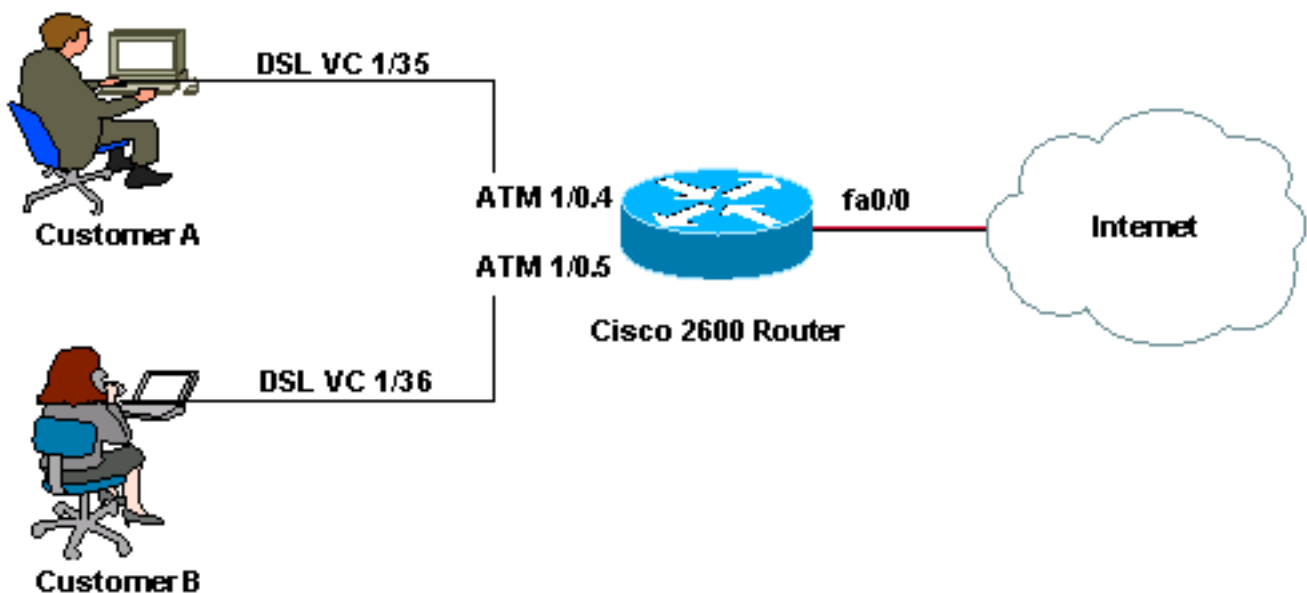 DSL VC 1/35
Customer A
ATM 1/0.4
fa0/0
Internet
ATM 1/0.5
Cisco 2600 Router
DSL VC 1/36
Customer B